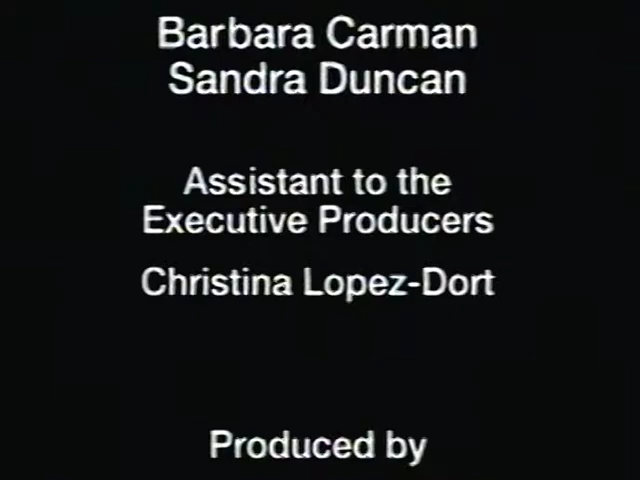 Barbara Carman
Sandra Duncan
Assistant to the
Executive Producers
Christina Lopez-Dort
Produced by